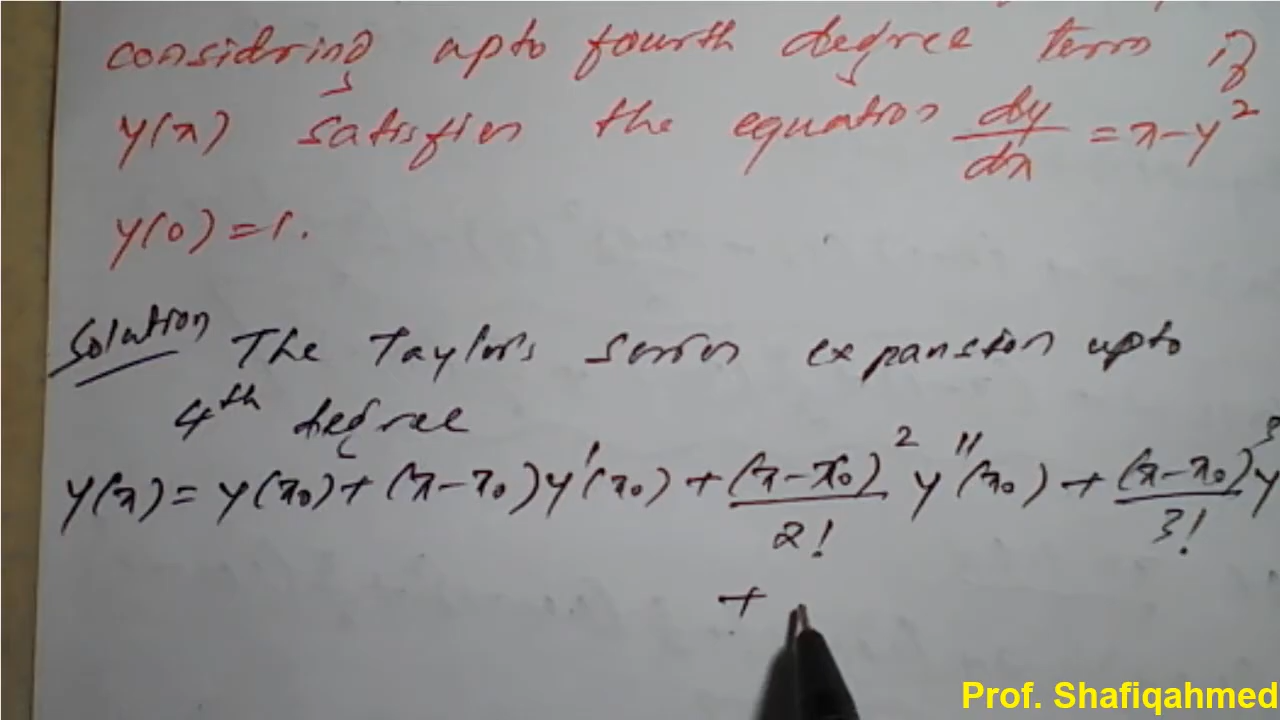 considring upto fourth degree term if
y(x) satisfies the equation dy/dx = x-y²
y(0)=1.
Solution The Taylor's series expansion upto
4th degree
y(x)= y(x₀)+(x-x₀)y'(x₀)+(x-x₀)²/2! y''(x₀)+(x-x₀)³/3! y
+
Prof. Shafiqahmed